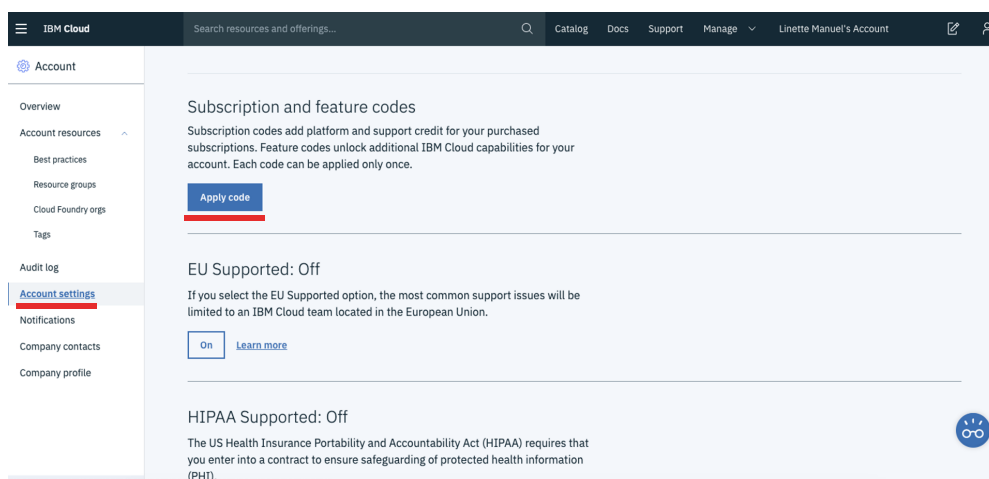 IBM Cloud
Search resources and offerings...
Catalog
Docs
Support
Manage
Linette Manuel's Account
Account
Overview
Account resources
Best practices
Resource groups
Cloud Foundry orgs
Tags
Audit log
Account settings
Notifications
Company contacts
Company profile
Subscription and feature codes
Subscription codes add platform and support credit for your purchased
subscriptions. Feature codes unlock additional IBM Cloud capabilities for your
account. Each code can be applied only once.
Apply code
EU Supported: Off
If you select the EU Supported option, the most common support issues will be
limited to an IBM Cloud team located in the European Union.
On
Learn more
HIPAA Supported: Off
The US Health Insurance Portability and Accountability Act (HIPAA) requires that
you enter into a contract to ensure safeguarding of protected health information
(PHI).